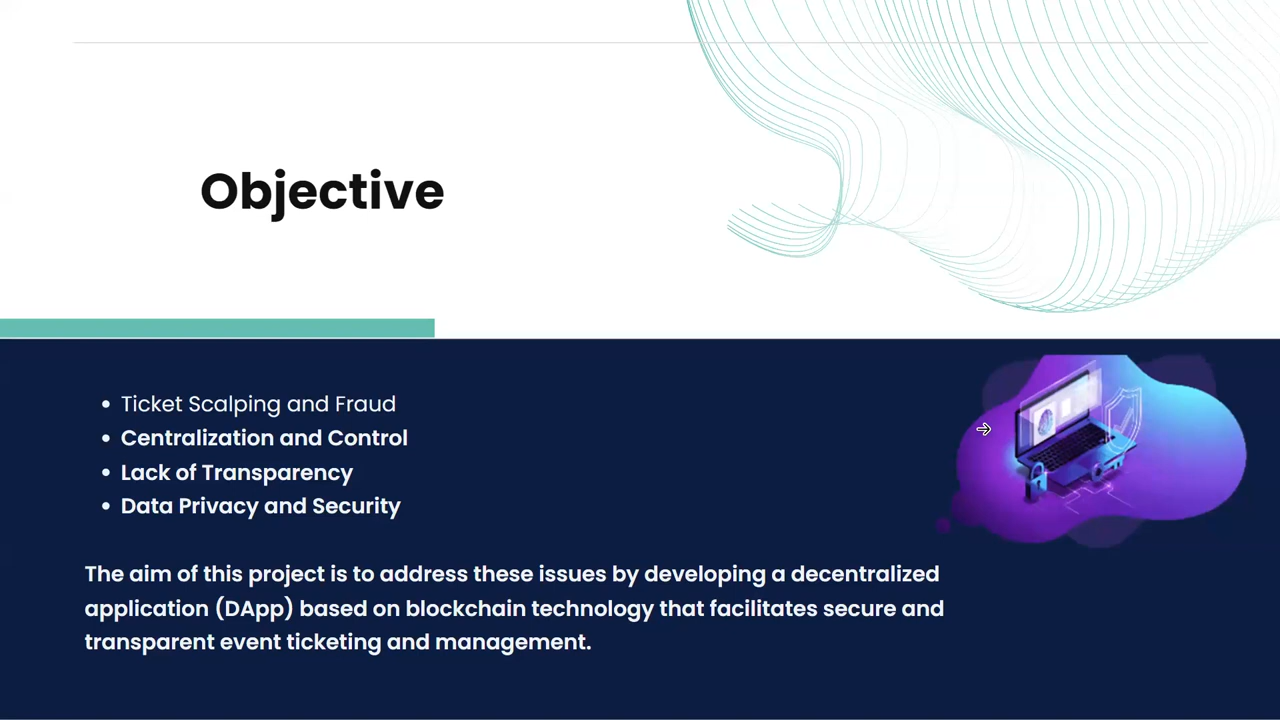 Objective
• Ticket Scalping and Fraud
• Centralization and Control
• Lack of Transparency
• Data Privacy and Security
The aim of this project is to address these issues by developing a decentralized
application (DApp) based on blockchain technology that facilitates secure and
transparent event ticketing and management.